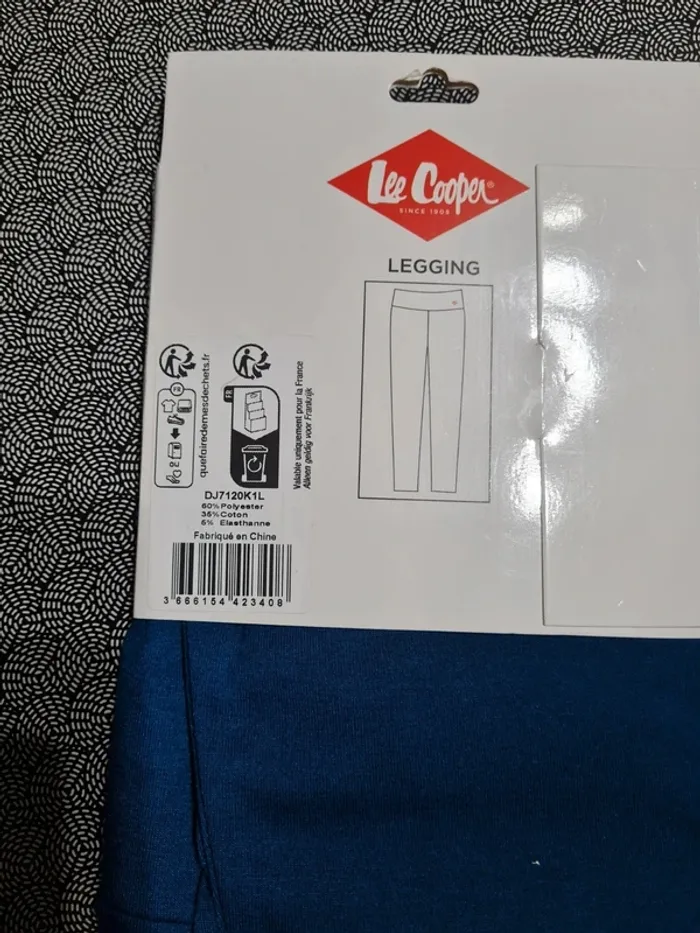 Lee Cooper®
SINCE 1908
LEGGING
quefairedemesdechets.fr
FR
FR
Valable uniquement pour la France
Alleen geldig voor Frankrijk
DJ7120K1L
60% Polyester
35% Coton
5% Elasthanne
Fabriqué en Chine
3 666154 423408